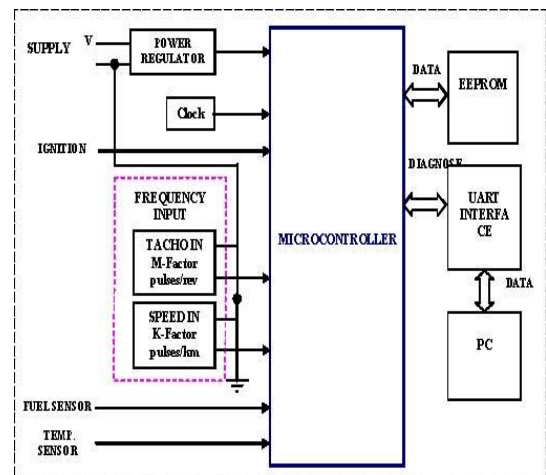 SUPPLY
V
POWER
REGULATOR
Clock
IGNITION
FREQUENCY
INPUT
TACHO IN
M-Factor
pulses/rev
SPEED IN
K-Factor
pulses/km
FUEL SENSOR
TEMP.
SENSOR
MICROCONTROLLER
DATA
EEPROM
DIAGNOSE
UART
INTERFA
CE
DATA
PC